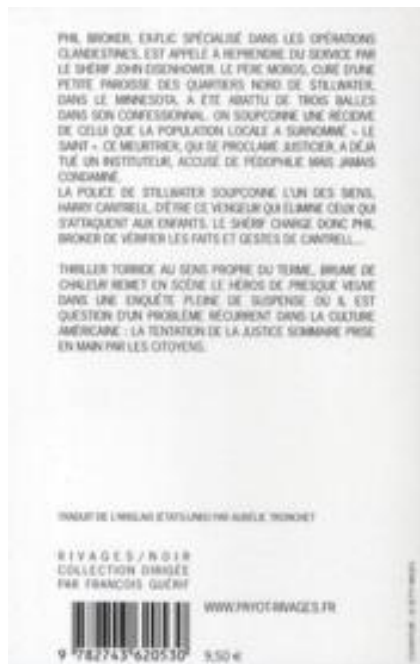 PHIL BROKER, EX-FLIC SPÉCIALISÉ DANS LES OPÉRATIONS
CLANDESTINES, EST APPELÉ À REPRENDRE DU SERVICE PAR
LE SHÉRIF JOHN EISENHOWER. LE PÈRE MOROS, CURÉ D'UNE
PETITE PAROISSE DES QUARTIERS NORD DE STILLWATER,
DANS LE MINNESOTA, A ÉTÉ ABATTU DE TROIS BALLES
DANS SON CONFESSIONNAL. ON SOUPÇONNE UNE RÉCIDIVE
DE CELUI QUE LA POPULATION LOCALE A SURNOMMÉ « LE
SAINT ». CE MEURTRIER, QUI SE PROCLAME JUSTICIER, A DÉJÀ
TUÉ UN INSTITUTEUR, ACCUSÉ DE PÉDOPHILIE MAIS JAMAIS
CONDAMNÉ.
LA POLICE DE STILLWATER SOUPÇONNE L'UN DES SIENS,
HARRY CANTRELL, D'ÊTRE CE VENGEUR QUI ÉLIMINE CEUX QUI
S'ATTAQUENT AUX ENFANTS. LE SHÉRIF CHARGE DONC PHIL
BROKER DE VÉRIFIER LES FAITS ET GESTES DE CANTRELL...
THRILLER TORRIDE AU SENS PROPRE DU TERME, BRUME DE
CHALEUR REMET EN SCÈNE LE HÉROS DE PRESQUE VEUVE
DANS UNE ENQUÊTE PLEINE DE SUSPENSE OÙ IL EST
QUESTION D'UN PROBLÈME RÉCURRENT DANS LA CULTURE
AMÉRICAINE : LA TENTATION DE LA JUSTICE SOMMAIRE PRISE
EN MAIN PAR LES CITOYENS.
TRADUIT DE L'ANGLAIS (ÉTATS-UNIS) PAR AURÉLIE TRONCHET
RIVAGES/NOIR
COLLECTION DIRIGÉE
PAR FRANÇOIS GUÉRIF
WWW.PAYOT-RIVAGES.FR
9 782743 620530 9,50 €